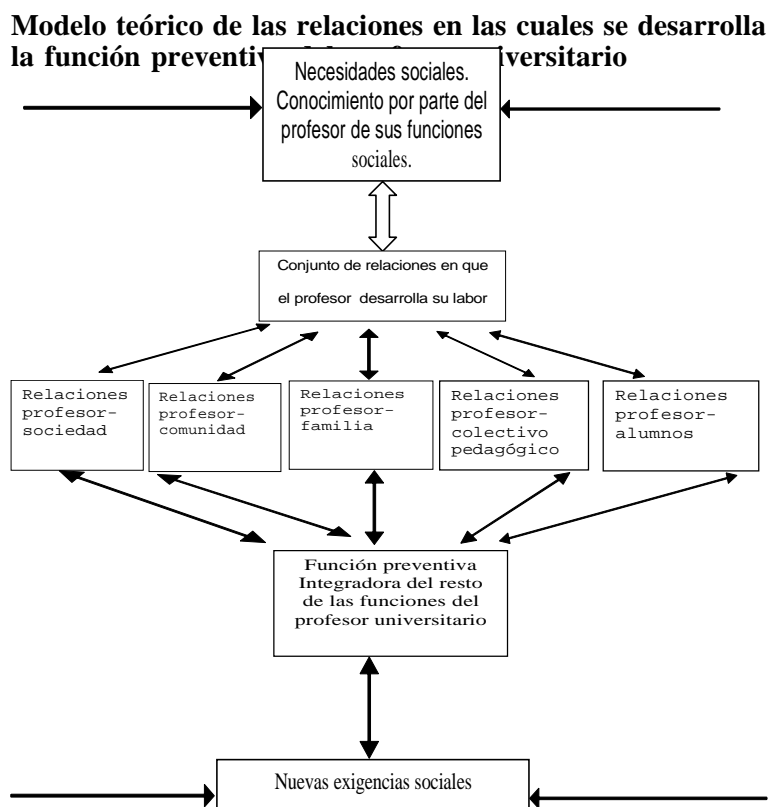 Modelo teórico de las relaciones en las cuales se desarrolla
la función preventiv versitario
Necesidades sociales.
Conocimiento por parte del
profesor de sus funciones
sociales.
Conjunto de relaciones en que
el profesor desarrolla su labor
Relaciones
profesor-
sociedad
Relaciones
profesor-
comunidad
Relaciones
profesor-
familia
Relaciones
profesor-
colectivo
pedagógico
Relaciones
profesor-
alumnos
Función preventiva
Integradora del resto
de las funciones del
profesor universitario
Nuevas exigencias sociales